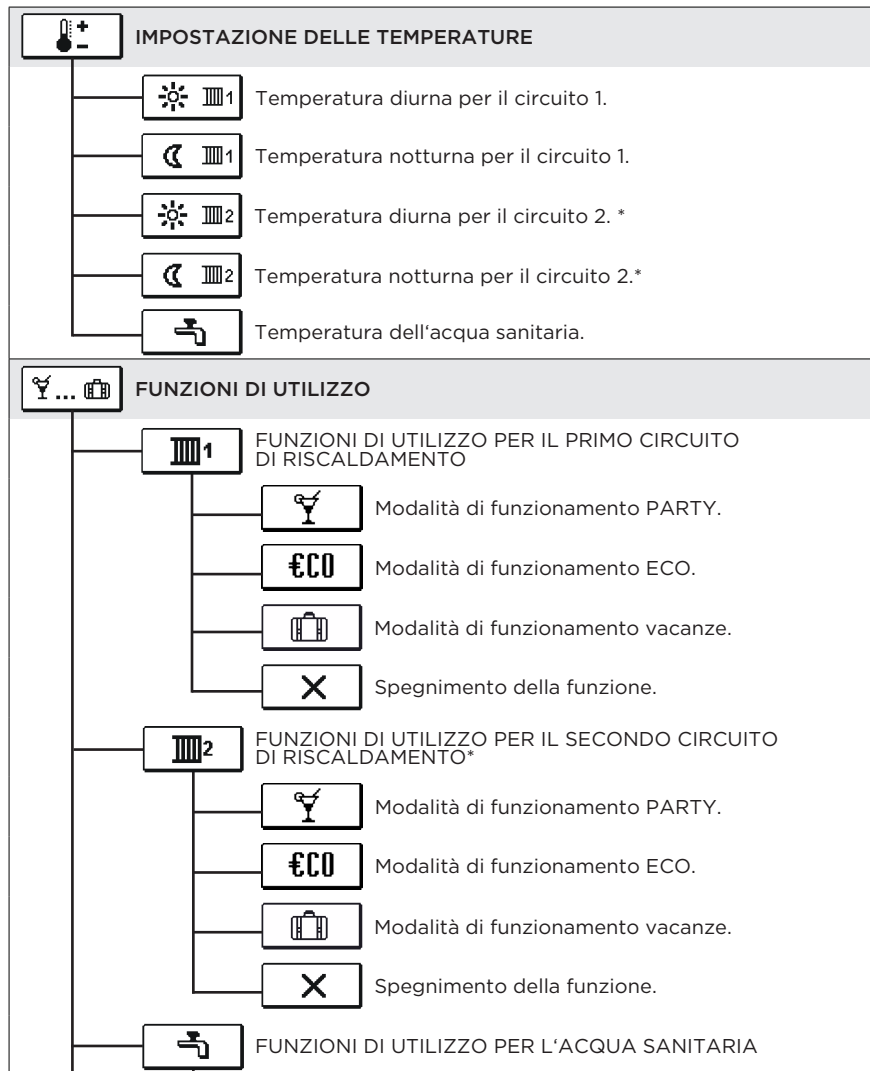 IMPOSTAZIONE DELLE TEMPERATURE
1 Temperatura diurna per il circuito 1.
1 Temperatura notturna per il circuito 1.
2 Temperatura diurna per il circuito 2. *
2 Temperatura notturna per il circuito 2.*
Temperatura dell‘acqua sanitaria.
... FUNZIONI DI UTILIZZO
1 FUNZIONI DI UTILIZZO PER IL PRIMO CIRCUITO
DI RISCALDAMENTO
Modalità di funzionamento PARTY.
€CO Modalità di funzionamento ECO.
Modalità di funzionamento vacanze.
Spegnimento della funzione.
2 FUNZIONI DI UTILIZZO PER IL SECONDO CIRCUITO
DI RISCALDAMENTO*
Modalità di funzionamento PARTY.
€CO Modalità di funzionamento ECO.
Modalità di funzionamento vacanze.
Spegnimento della funzione.
FUNZIONI DI UTILIZZO PER L‘ACQUA SANITARIA